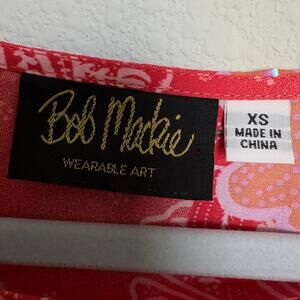 Bob Mackie
WEARABLE ART
XS
MADE IN
CHINA